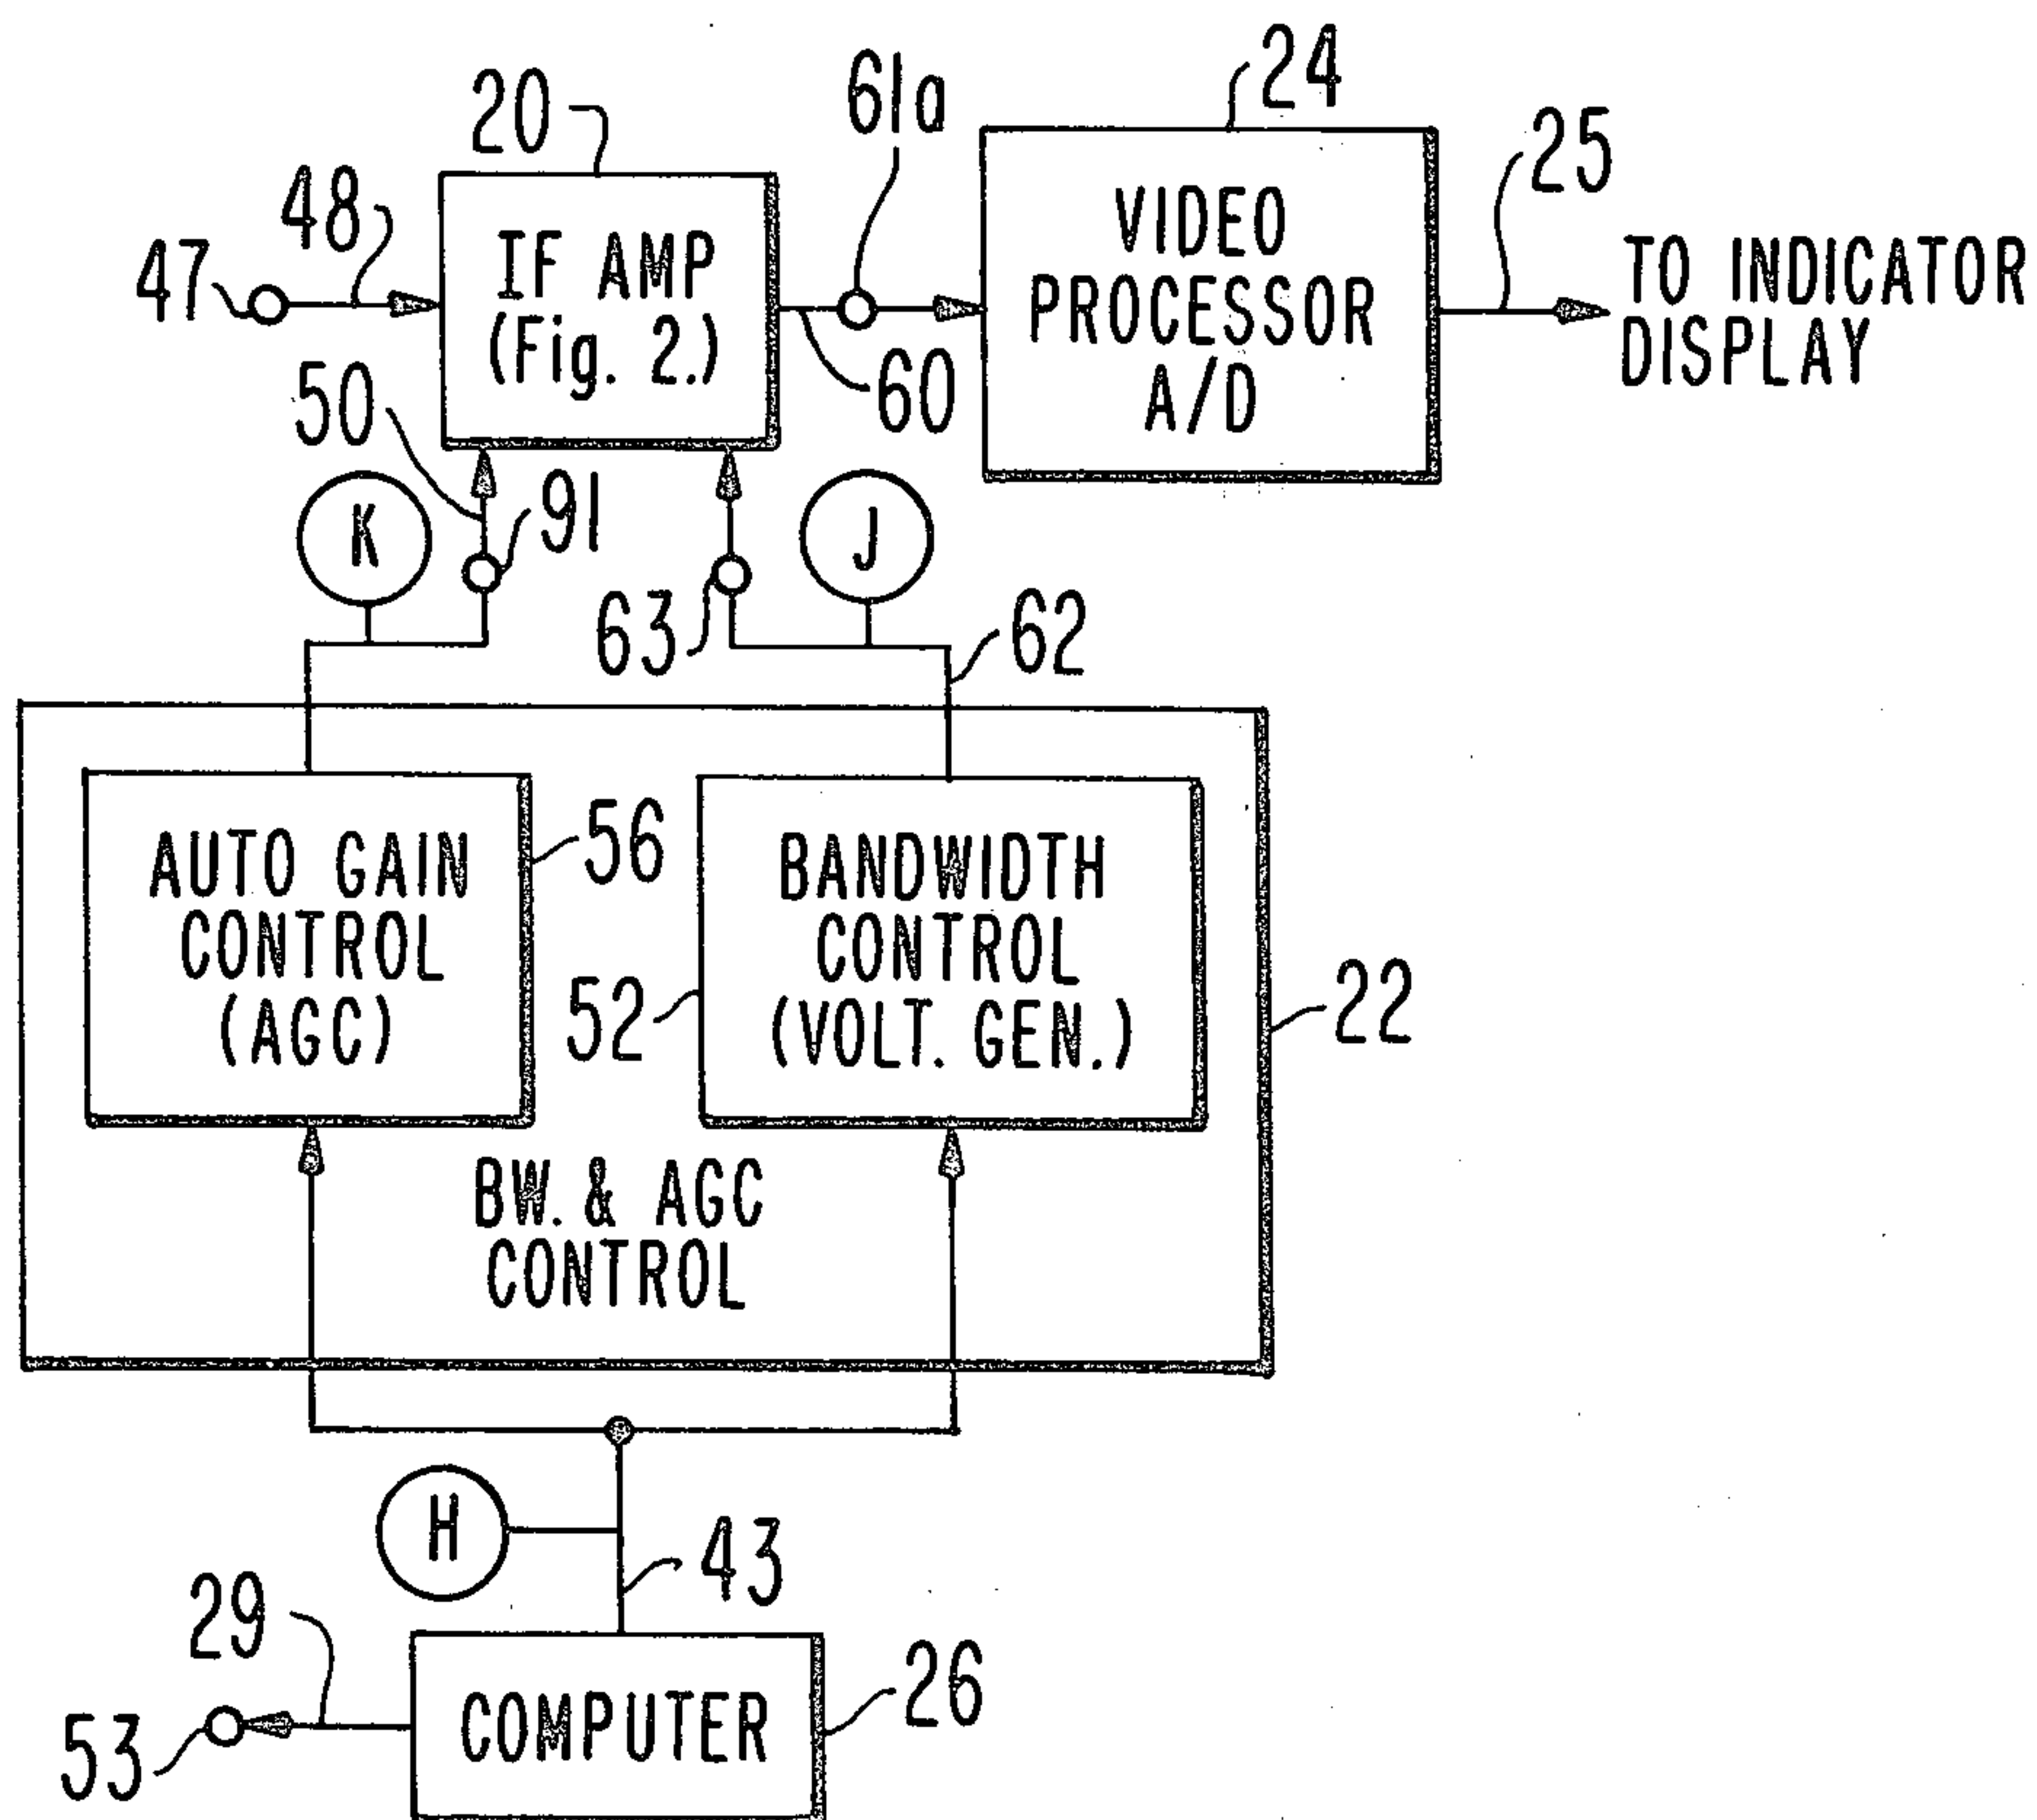 20
61a
24
25
48
47
IF AMP
(Fig. 2.)
VIDEO
PROCESSOR
A/D
TO INDICATOR
DISPLAY
60
50
K
91
J
63
62
AUTO GAIN
CONTROL
(AGC)
56
BANDWIDTH
CONTROL
(VOLT. GEN.)
52
22
BW. & AGC
CONTROL
H
43
29
53
COMPUTER
26